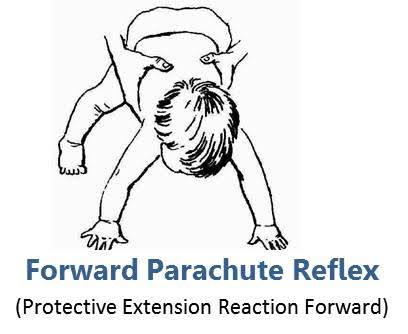 Forward Parachute Reflex
(Protective Extension Reaction Forward)